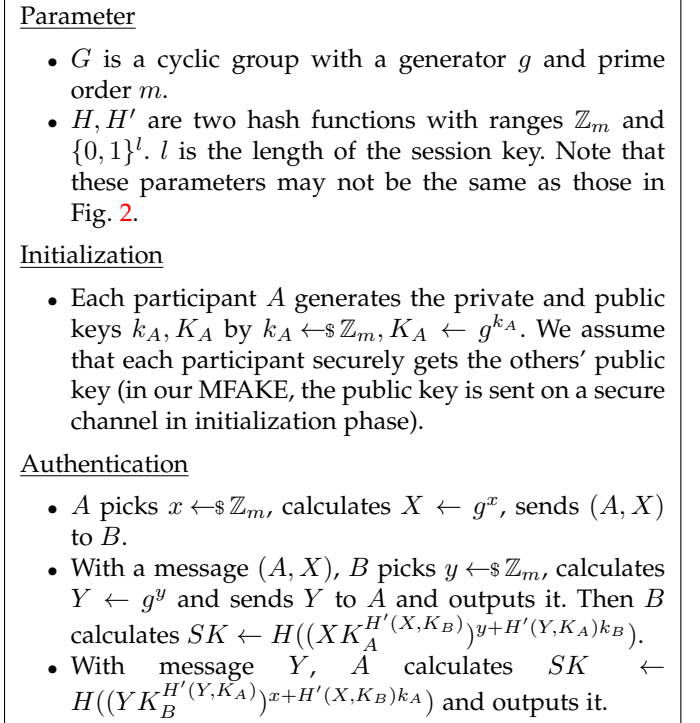 Parameter
• G is a cyclic group with a generator g and prime
order m.
• H, H′ are two hash functions with ranges ℤ_m and
{0, 1}^l. l is the length of the session key. Note that
these parameters may not be the same as those in
Fig. 2.
Initialization
• Each participant A generates the private and public
keys k_A, K_A by k_A ←$ ℤ_m, K_A ← g^{k_A}. We assume
that each participant securely gets the others' public
key (in our MFAKE, the public key is sent on a secure
channel in initialization phase).
Authentication
• A picks x ←$ ℤ_m, calculates X ← g^x, sends (A, X)
to B.
• With a message (A, X), B picks y ←$ ℤ_m, calculates
Y ← g^y and sends Y to A and outputs it. Then B
calculates SK ← H((XK_A^{H′(X,K_B)})^{y+H′(Y,K_A)k_B}).
• With message Y, A calculates SK ←
H((YK_B^{H′(Y,K_A)})^{x+H′(X,K_B)k_A}) and outputs it.